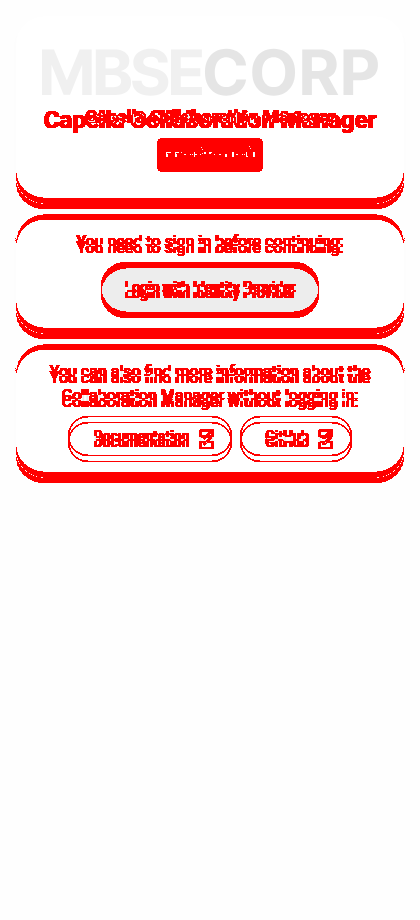 MBSECORP
Capella Collaboration Manager
You need to sign in before continuing:
Login with Identity Provider
You can also find more information about the
Collaboration Manager without logging in:
Documentation
GitHub